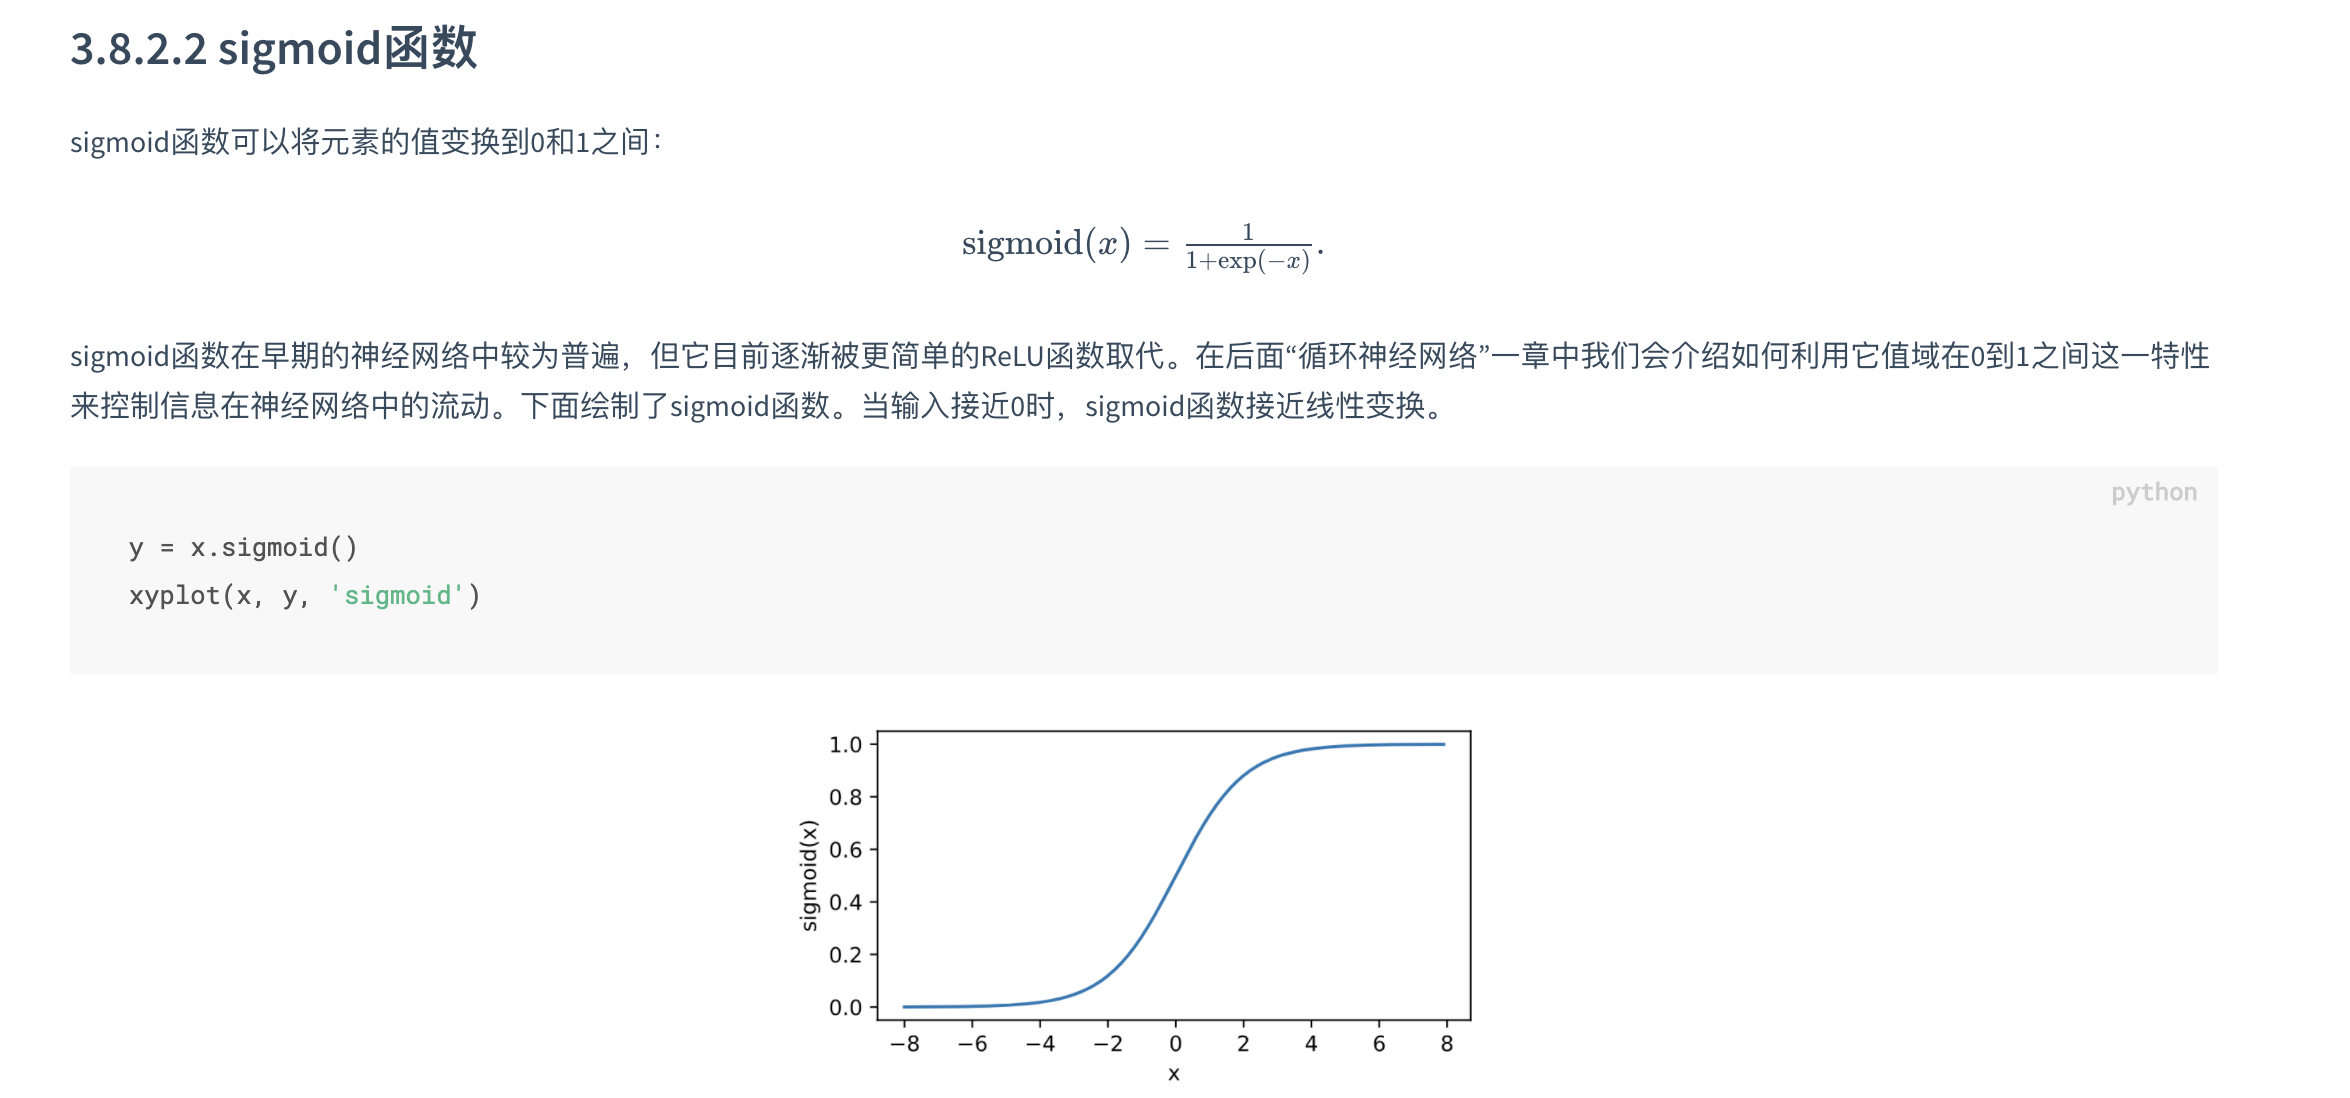 3.8.2.2 sigmoid函数
sigmoid函数可以将元素的值变换到0和1之间：
sigmoid(x) = 1/(1+exp(−x)).
sigmoid函数在早期的神经网络中较为普遍，但它目前逐渐被更简单的ReLU函数取代。在后面“循环神经网络”一章中我们会介绍如何利用它值域在0到1之间这一特性
来控制信息在神经网络中的流动。下面绘制了sigmoid函数。当输入接近0时，sigmoid函数接近线性变换。
python
y = x.sigmoid()
xyplot(x, y, 'sigmoid')
1.0
0.8
0.6
0.4
0.2
0.0
sigmoid(x)
−8 −6 −4 −2 0 2 4 6 8
x